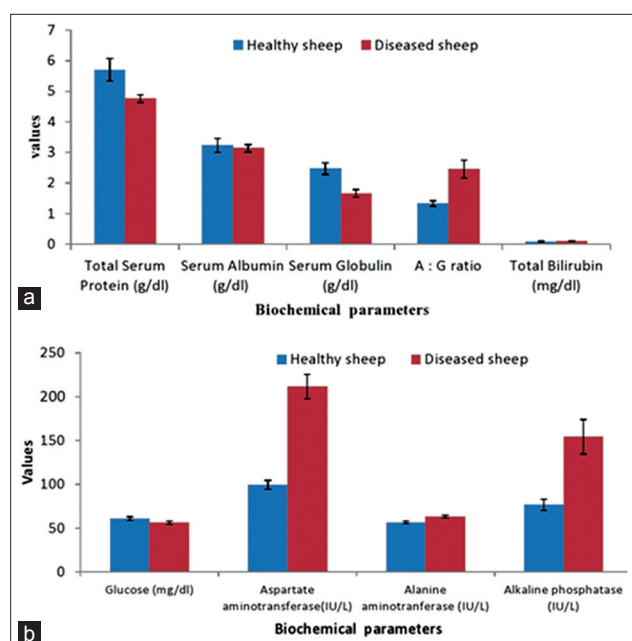 7
6
5
4
3
2
1
0
values
Healthy sheep Diseased sheep
Total Serum Serum Albumin Serum Globulin A : G ratio Total Bilirubin
Protein (g/dl) (g/dl) (g/dl) (mg/dl)
Biochemical parameters
a
250
200
150
100
50
0
Values
Healthy sheep Diseased sheep
Glucose (mg/dl) Aspartate Alanine Alkaline phosphatase
aminotransferase(IU/L) aminotranferase (IU/L) (IU/L)
Biochemical parameters
b